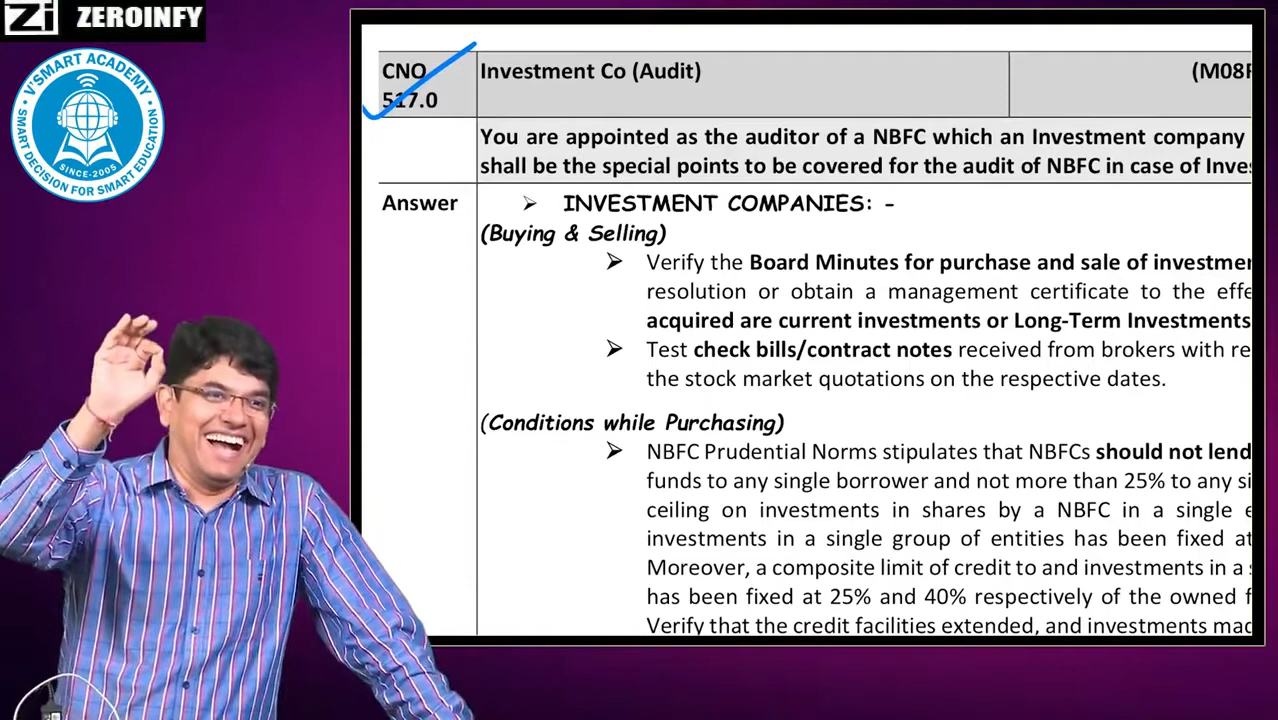 Zi ZEROINFY
V'SMART ACADEMY
SINCE-2005
SMART DECISION FOR SMART EDUCATION
CNO
517.0
Investment Co (Audit)
(M08
You are appointed as the auditor of a NBFC which an Investment company
shall be the special points to be covered for the audit of NBFC in case of
Answer
INVESTMENT COMPANIES: -
(Buying & Selling)
Verify the Board Minutes for purchase and sale of
resolution or obtain a management certificate to the
acquired are current investments or Long-Term Investments
Test check bills/contract notes received from brokers with
the stock market quotations on the respective dates.
(Conditions while Purchasing)
NBFC Prudential Norms stipulates that NBFCs should not lend
funds to any single borrower and not more than 25% to any
ceiling on investments in shares by a NBFC in a single
investments in a single group of entities has been fixed at
Moreover, a composite limit of credit to and investments in a
has been fixed at 25% and 40% respectively of the owned
Verify that the credit facilities extended, and investments